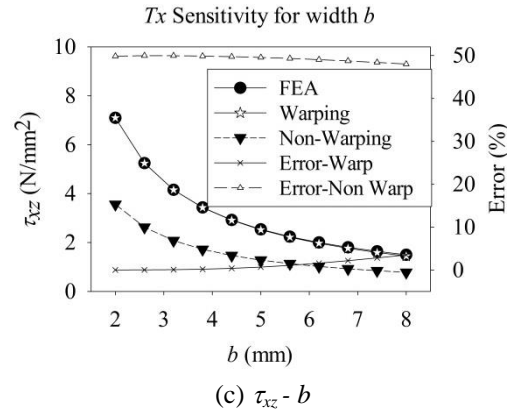 Tx Sensitivity for width b
10
8
6
4
2
0
τxz (N/mm²)
FEA
Warping
Non-Warping
Error-Warp
Error-Non Warp
50
40
30
20
10
0
Error (%)
2 3 4 5 6 7 8
b (mm)
(c) τxz - b